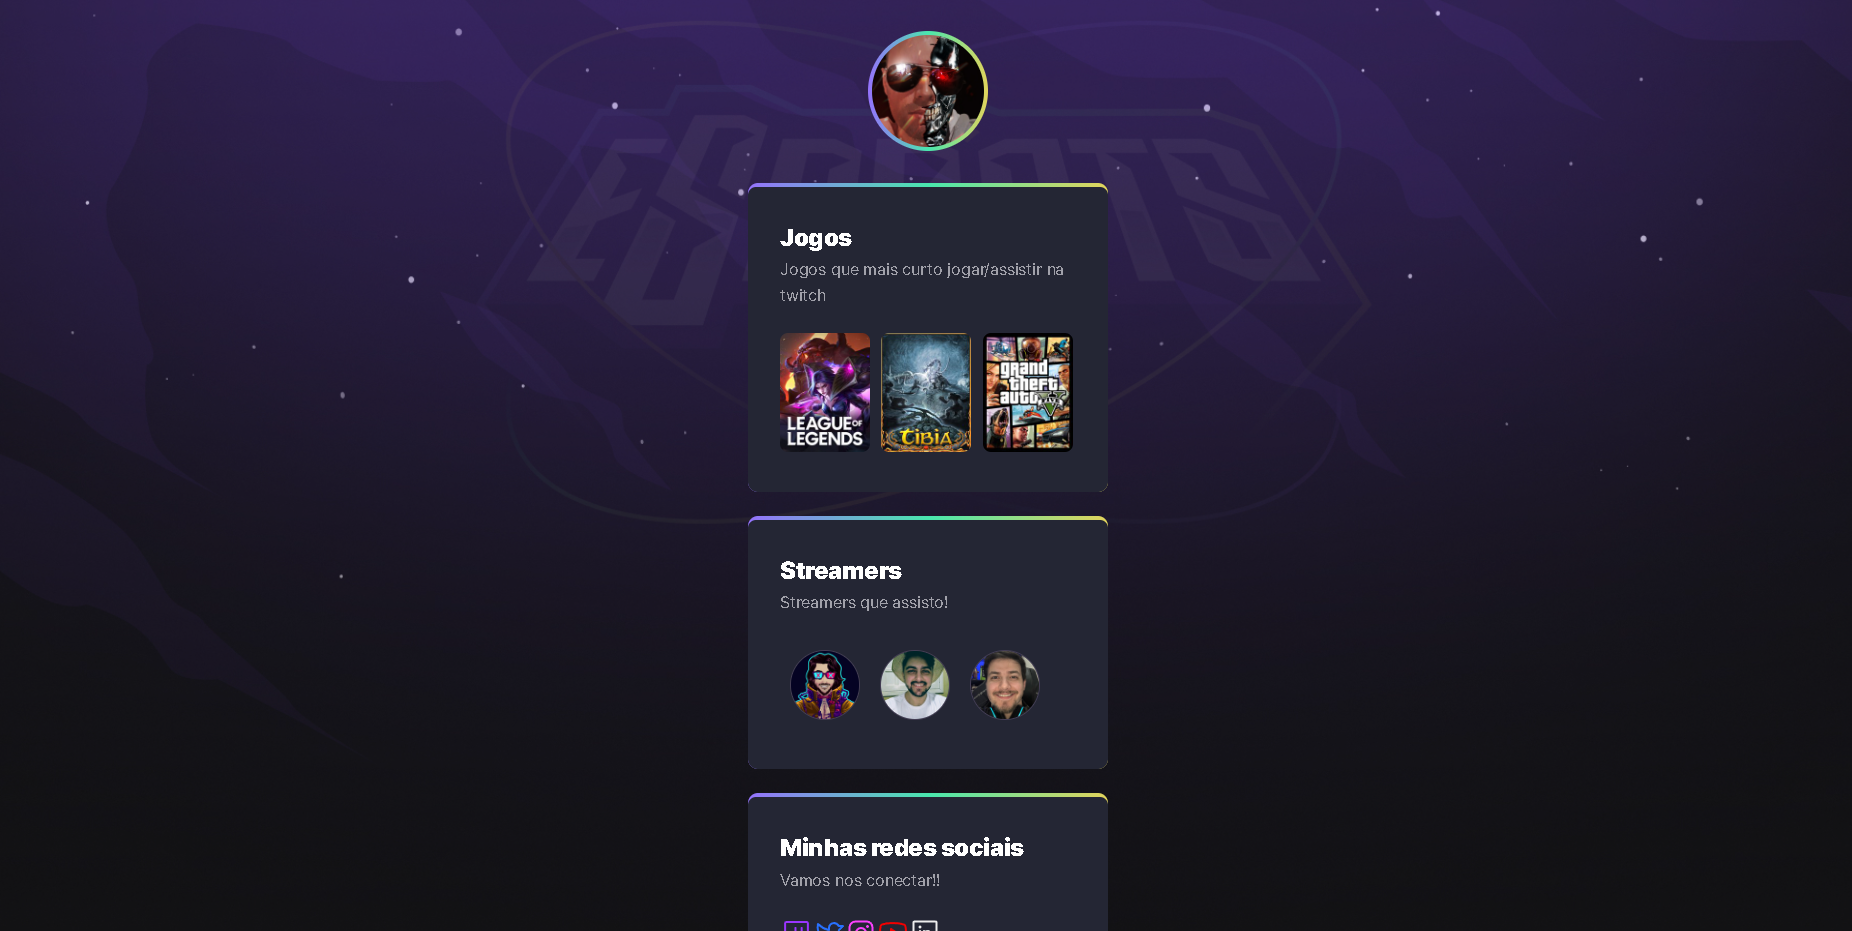 ESPORTS
Jogos
Jogos que mais curto jogar/assistir na
twitch
LEAGUE OF
LEGENDS
TIBIA
grand
theft
auto
V
Streamers
Streamers que assisto!
Minhas redes sociais
Vamos nos conectar!!